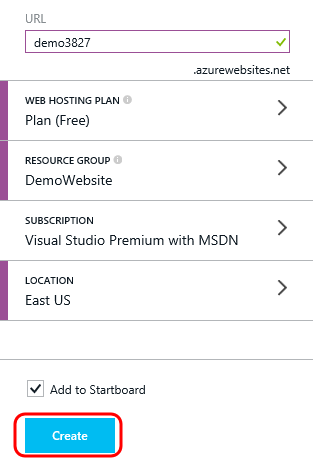 URL
demo3827
.azurewebsites.net
WEB HOSTING PLAN
Plan (Free)
RESOURCE GROUP
DemoWebsite
SUBSCRIPTION
Visual Studio Premium with MSDN
LOCATION
East US
Add to Startboard
Create